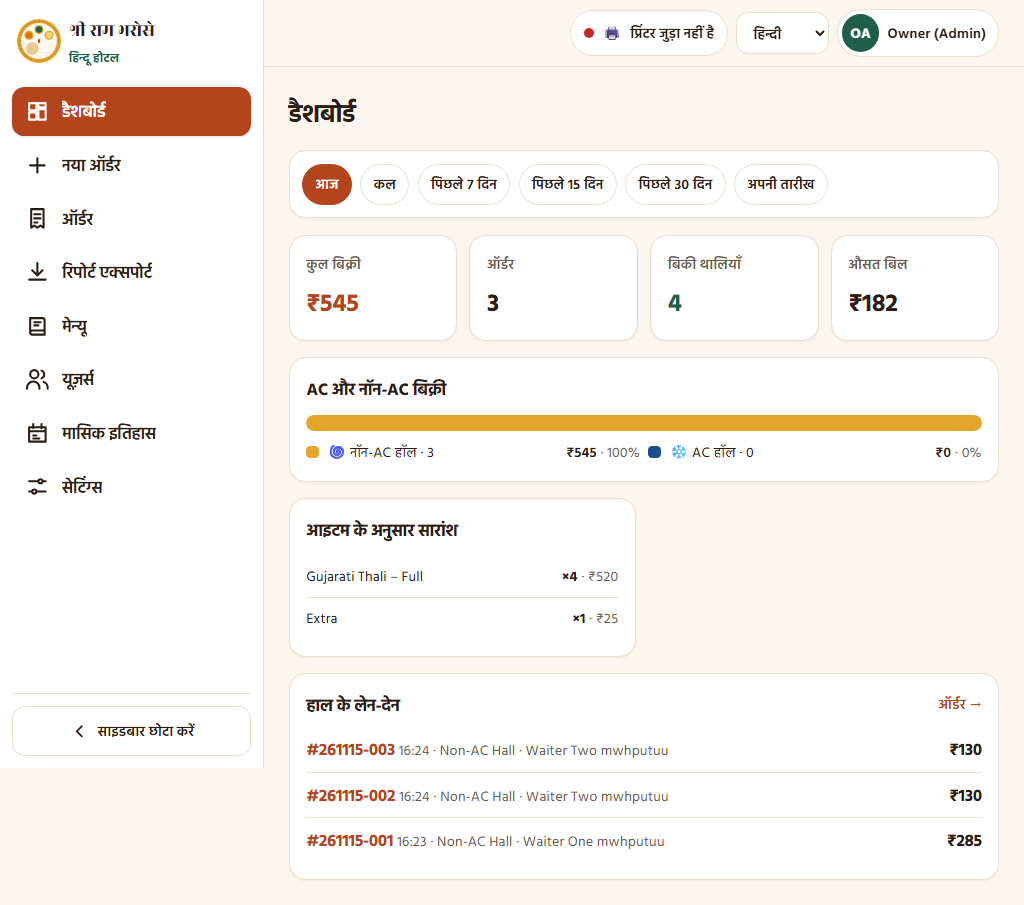 श्री राम भरोसे
हिन्दू होटल
डैशबोर्ड
नया ऑर्डर
ऑर्डर
रिपोर्ट एक्सपोर्ट
मेन्यू
यूज़र्स
मासिक इतिहास
सेटिंग्स
साइडबार छोटा करें
प्रिंटर जुड़ा नहीं है
हिन्दी
OA Owner (Admin)
डैशबोर्ड
आज कल पिछले 7 दिन पिछले 15 दिन पिछले 30 दिन अपनी तारीख
कुल बिक्री
₹545
ऑर्डर
3
बिकी थालियाँ
4
औसत बिल
₹182
AC और नॉन-AC बिक्री
नॉन-AC हॉल · 3 ₹545 · 100% AC हॉल · 0 ₹0 · 0%
आइटम के अनुसार सारांश
Gujarati Thali – Full ×4 · ₹520
Extra ×1 · ₹25
हाल के लेन-देन ऑर्डर →
#261115-003 16:24 · Non-AC Hall · Waiter Two mwhputuu ₹130
#261115-002 16:24 · Non-AC Hall · Waiter Two mwhputuu ₹130
#261115-001 16:23 · Non-AC Hall · Waiter One mwhputuu ₹285